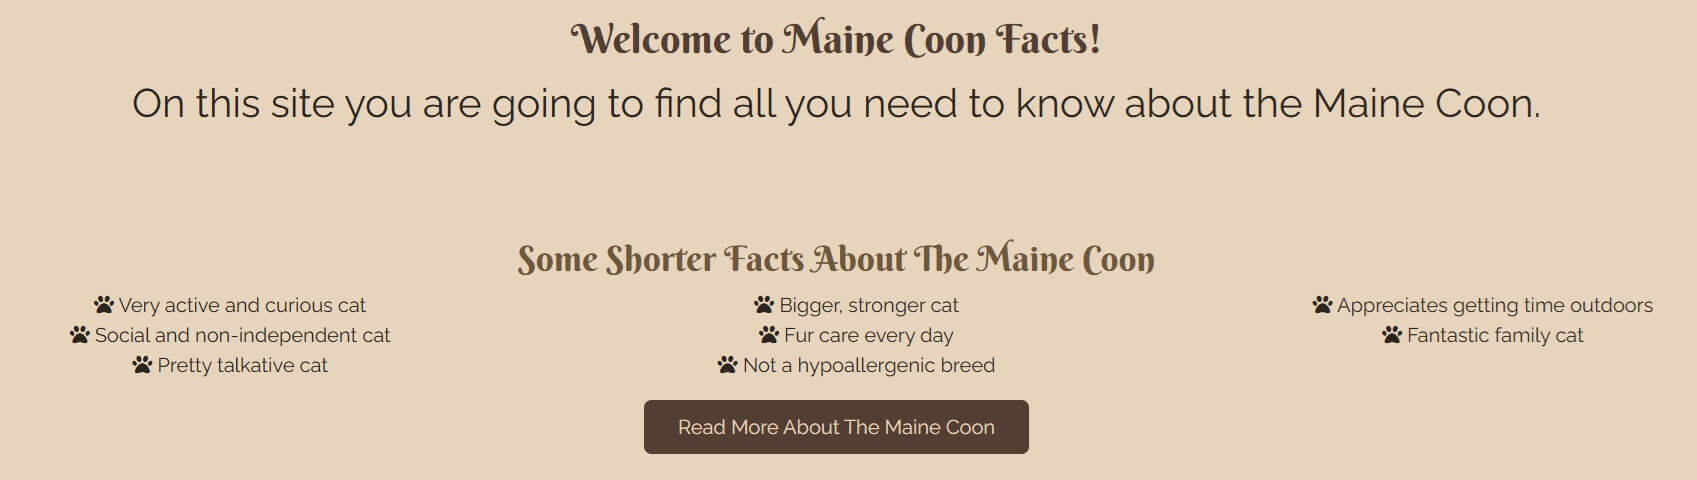 Welcome to Maine Coon Facts!
On this site you are going to find all you need to know about the Maine Coon.
Some Shorter Facts About The Maine Coon
Very active and curious cat
Social and non-independent cat
Pretty talkative cat
Bigger, stronger cat
Fur care every day
Not a hypoallergenic breed
Appreciates getting time outdoors
Fantastic family cat
Read More About The Maine Coon